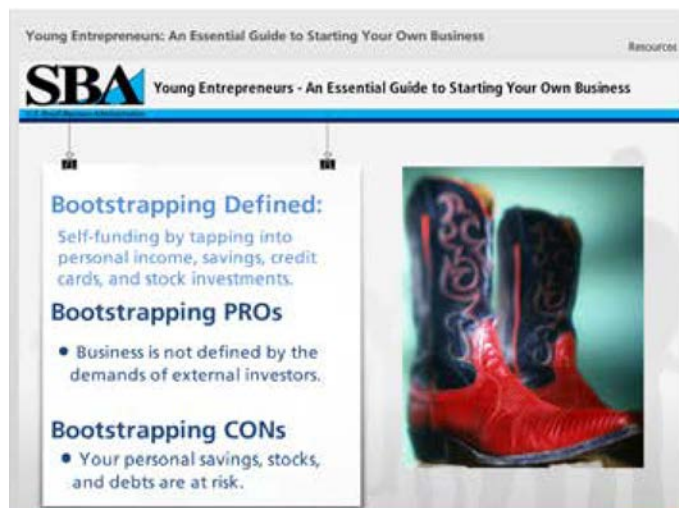 Young Entrepreneurs: An Essential Guide to Starting Your Own Business
Resources
SBA
Young Entrepreneurs - An Essential Guide to Starting Your Own Business
U.S. Small Business Administration
Bootstrapping Defined:
Self-funding by tapping into
personal income, savings, credit
cards, and stock investments.
Bootstrapping PROs
• Business is not defined by the
demands of external investors.
Bootstrapping CONs
• Your personal savings, stocks,
and debts are at risk.